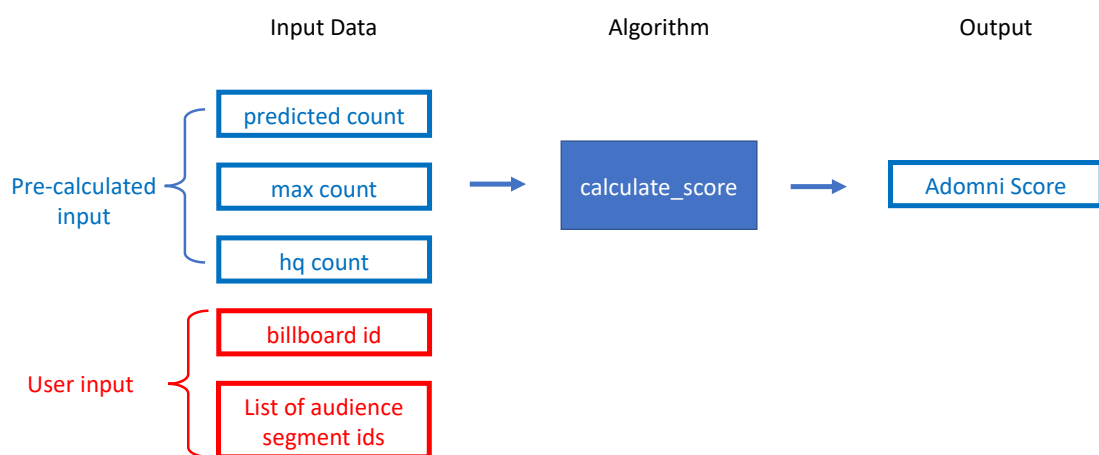 Input Data
Algorithm
Output
predicted count
Pre-calculated
input
max count
hq count
calculate_score
Adomni Score
User input
billboard id
List of audience
segment ids